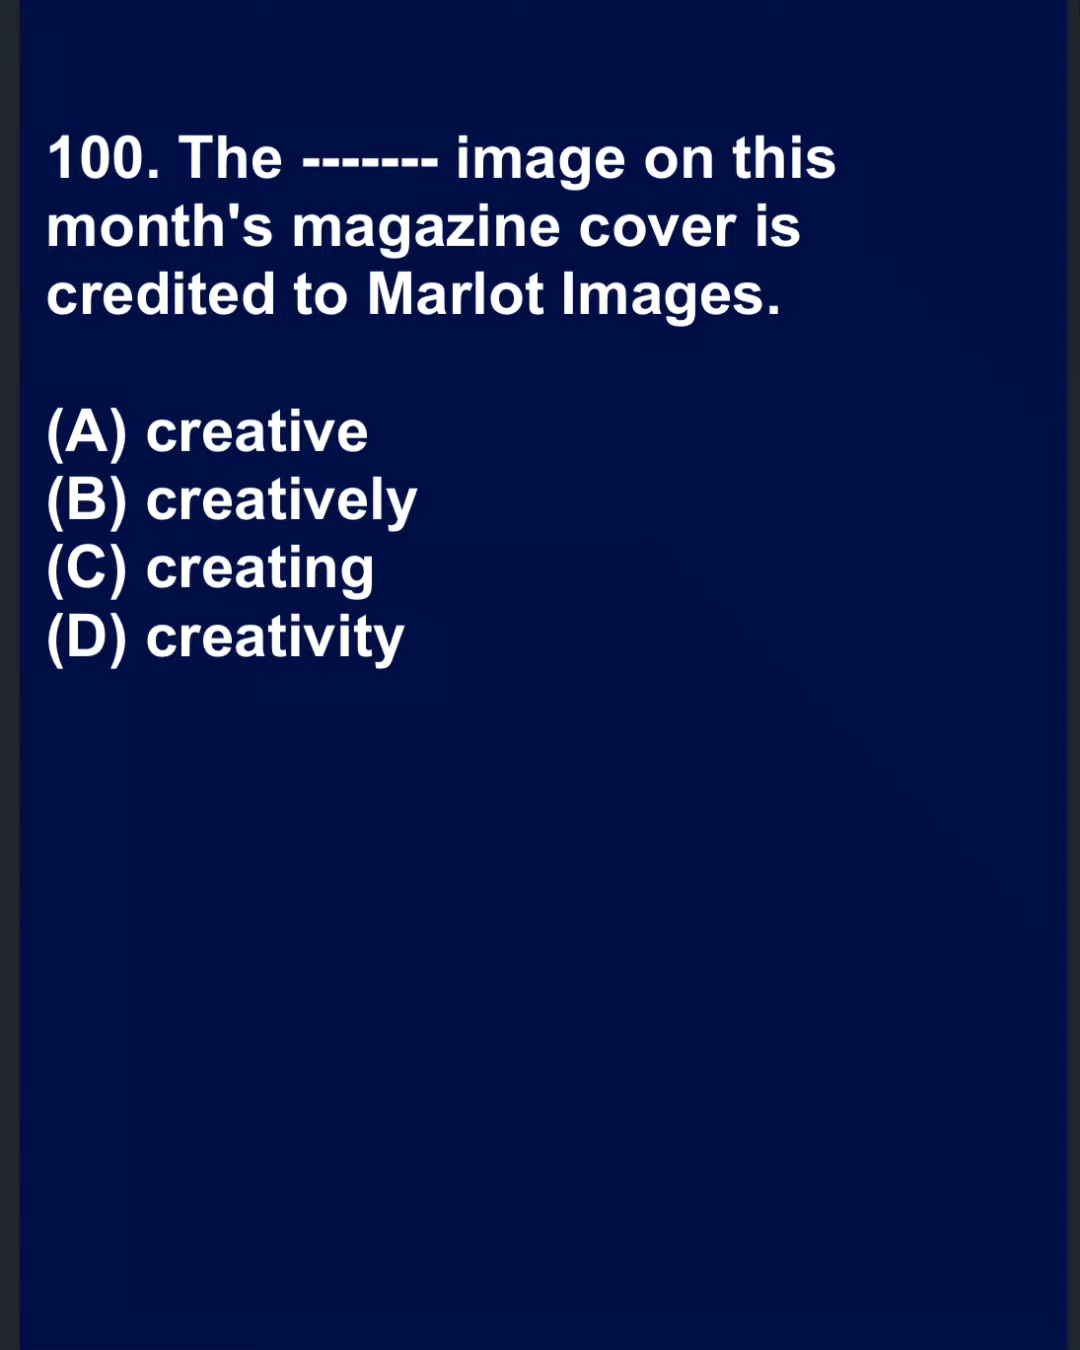 100. The ------- image on this
month's magazine cover is
credited to Marlot Images.
(A) creative
(B) creatively
(C) creating
(D) creativity